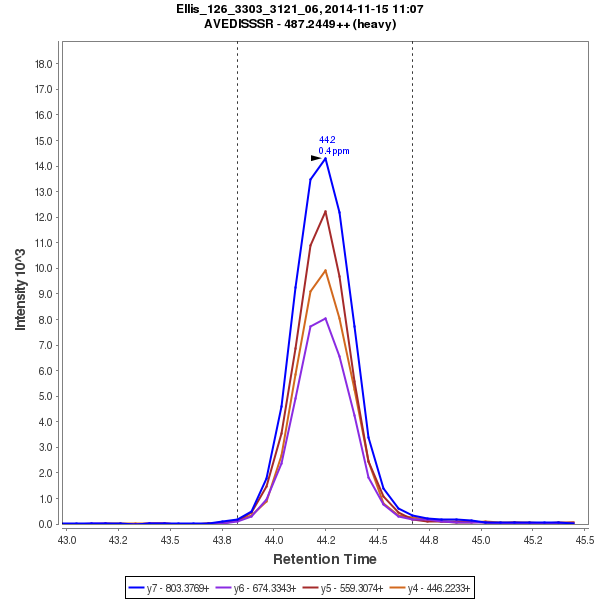 Ellis_126_3303_3121_06, 2014-11-15 11:07
AVEDISSSR - 487.2449++ (heavy)
18.0
17.0
16.0
15.0
14.0
13.0
12.0
11.0
10.0
9.0
8.0
7.0
6.0
5.0
4.0
3.0
2.0
1.0
0.0
Intensity 10^3
44.2
0.4 ppm
43.0 43.2 43.5 43.8 44.0 44.2 44.5 44.8 45.0 45.2 45.5
Retention Time
y7 - 803.3769+ y6 - 674.3343+ y5 - 559.3074+ y4 - 446.2233+